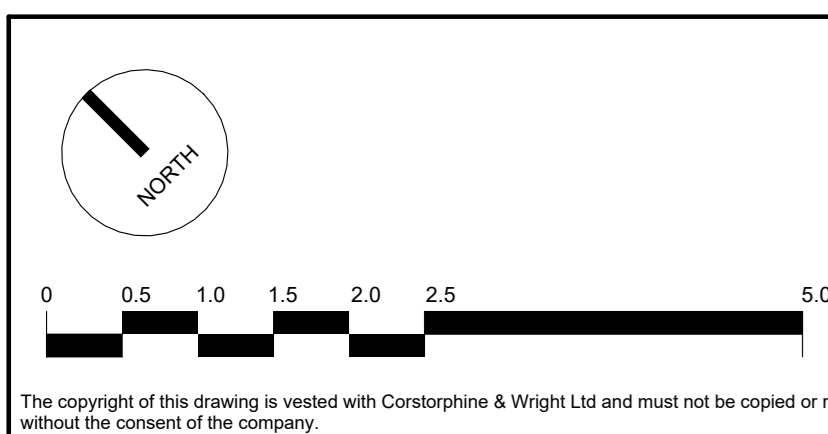 NORTH
0 0.5 1.0 1.5 2.0 2.5 5.0
The copyright of this drawing is vested with Corstorphine & Wright Ltd and must not be copied or
without the consent of the company.